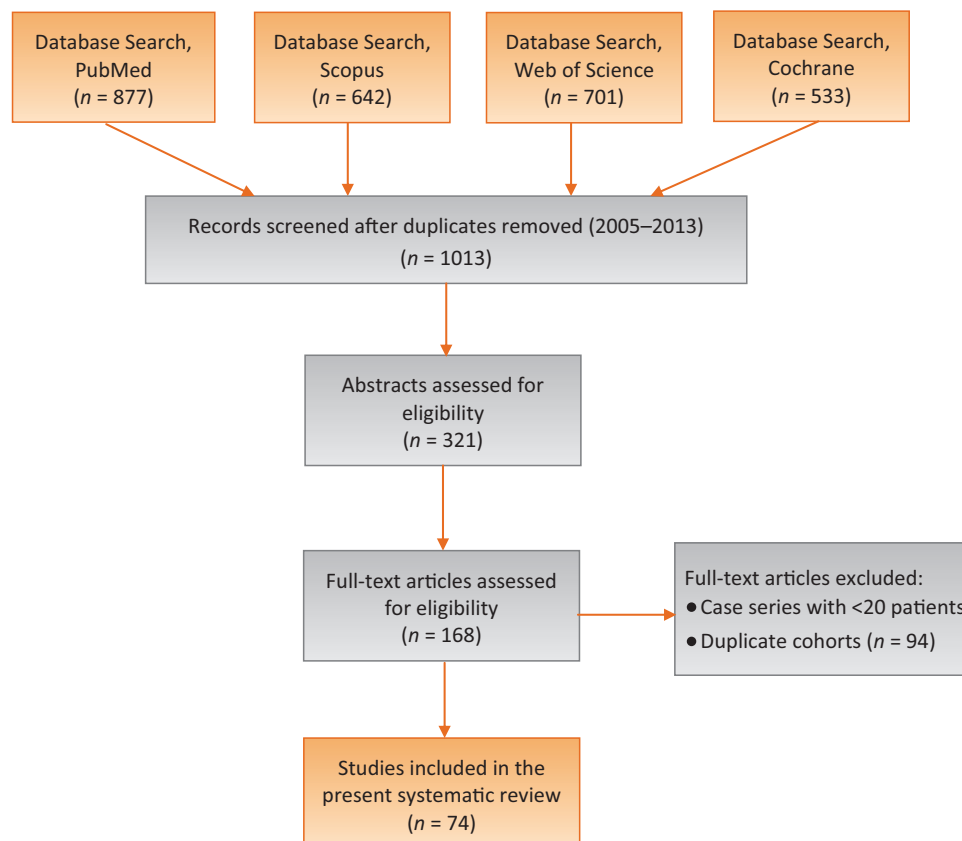 Database Search,
PubMed
(n = 877)
Database Search,
Scopus
(n = 642)
Database Search,
Web of Science
(n = 701)
Database Search,
Cochrane
(n = 533)
Records screened after duplicates removed (2005–2013)
(n = 1013)
Abstracts assessed for
eligibility
(n = 321)
Full-text articles assessed
for eligibility
(n = 168)
Full-text articles excluded:
● Case series with <20 patients
● Duplicate cohorts (n = 94)
Studies included in the
present systematic review
(n = 74)